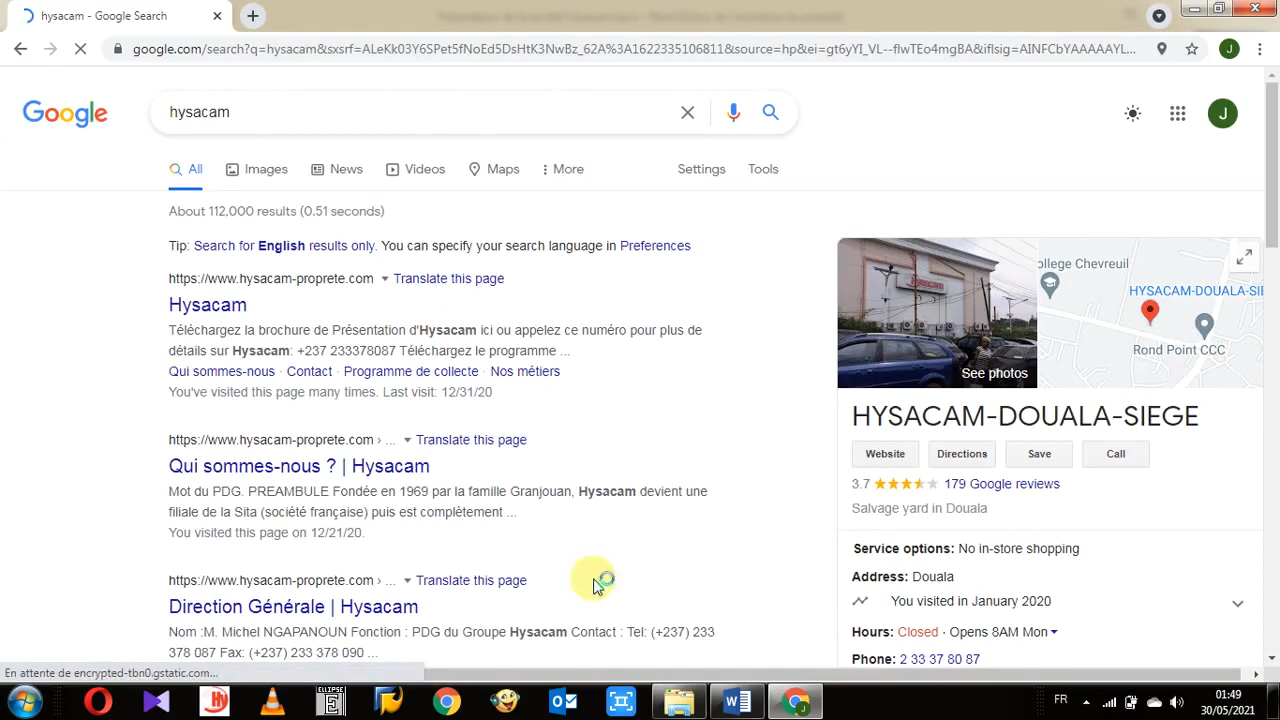 hysacam - Google Search
google.com/search?q=hysacam&sxsrf=ALeKk03Y6SPet5fNoEd5DsHtK3NwBz_62A%3A1622335106811&source=hp&ei=gt6yYI_VL--flwTEo4mgBA&iflsig=AINFCbYAAAAAYL...
J
Google
hysacam
J
All
Images
News
Videos
Maps
More
Settings
Tools
About 112,000 results (0.51 seconds)
Tip: Search for English results only. You can specify your search language in Preferences
https://www.hysacam-proprete.com Translate this page
Hysacam
Téléchargez la brochure de Présentation d'Hysacam ici ou appelez ce numéro pour plus de
détails sur Hysacam: +237 233378087 Téléchargez le programme ...
Qui sommes-nous · Contact · Programme de collecte · Nos métiers
You've visited this page many times. Last visit: 12/31/20
https://www.hysacam-proprete.com › ... Translate this page
Qui sommes-nous ? | Hysacam
Mot du PDG. PREAMBULE Fondée en 1969 par la famille Granjouan, Hysacam devient une
filiale de la Sita (société française) puis est complètement ...
You visited this page on 12/21/20.
https://www.hysacam-proprete.com › ... Translate this page
Direction Générale | Hysacam
Nom :M. Michel NGAPANOUN Fonction : PDG du Groupe Hysacam Contact : Tel: (+237) 233
378 087 Fax: (+237) 233 378 090 ...
See photos
ollege Chevreuil
HYSACAM-DOUALA-SIE
Rond Point CCC
HYSACAM-DOUALA-SIEGE
Website
Directions
Save
Call
3.7 179 Google reviews
Salvage yard in Douala
Service options: No in-store shopping
Address: Douala
You visited in January 2020
Hours: Closed · Opens 8AM Mon
Phone: 2 33 37 80 87
En attente de encrypted-tbn0.gstatic.com...
ELLIPSE
FR
01:49
30/05/2021